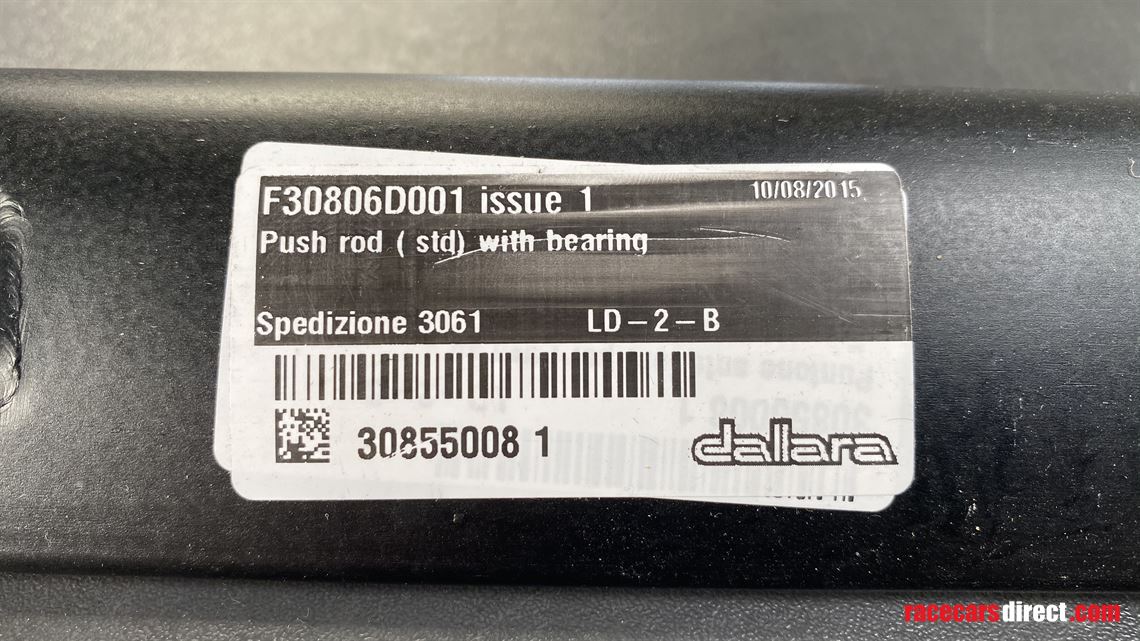 F30806D001 issue 1
10/08/2015
Push rod ( std) with bearing
Spedizione 3061 LD-2-B
30855008 1
dallara
racecarsdirect.com